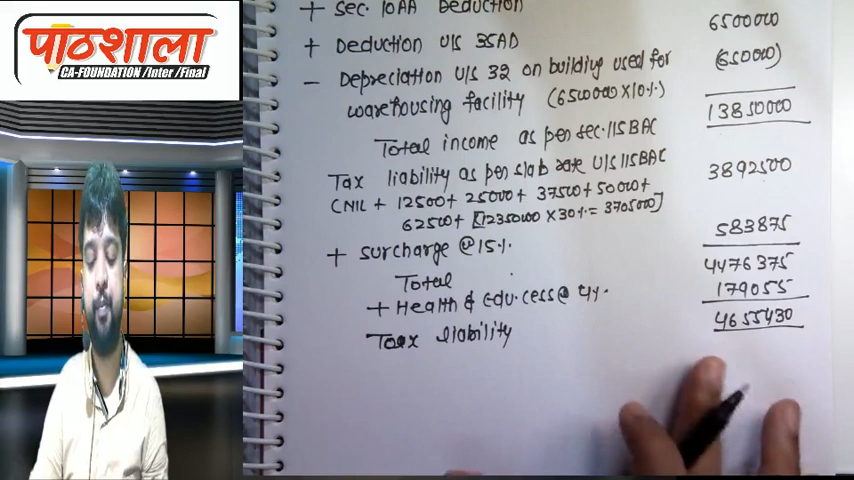 पाठशाला
CA-FOUNDATION /Inter /Final
+ Sec. 10AA Deduction
+ Deduction U/S 35AD 6500000
- Depreciation U/S 32 on building used for (650000)
warehousing facility (6500000 X 10%)
Total income as per sec. 115BAC 13850000
Tax liability as per slab rate U/S 115BAC 3892500
(NIL + 12500 + 25000 + 37500 + 50000 +
62500 + [12350000 X 30% = 3705000]
+ Surcharge @ 15% 583875
Total 4476375
+ Health & Edu. cess @ 4% 179055
Tax liability 4655430